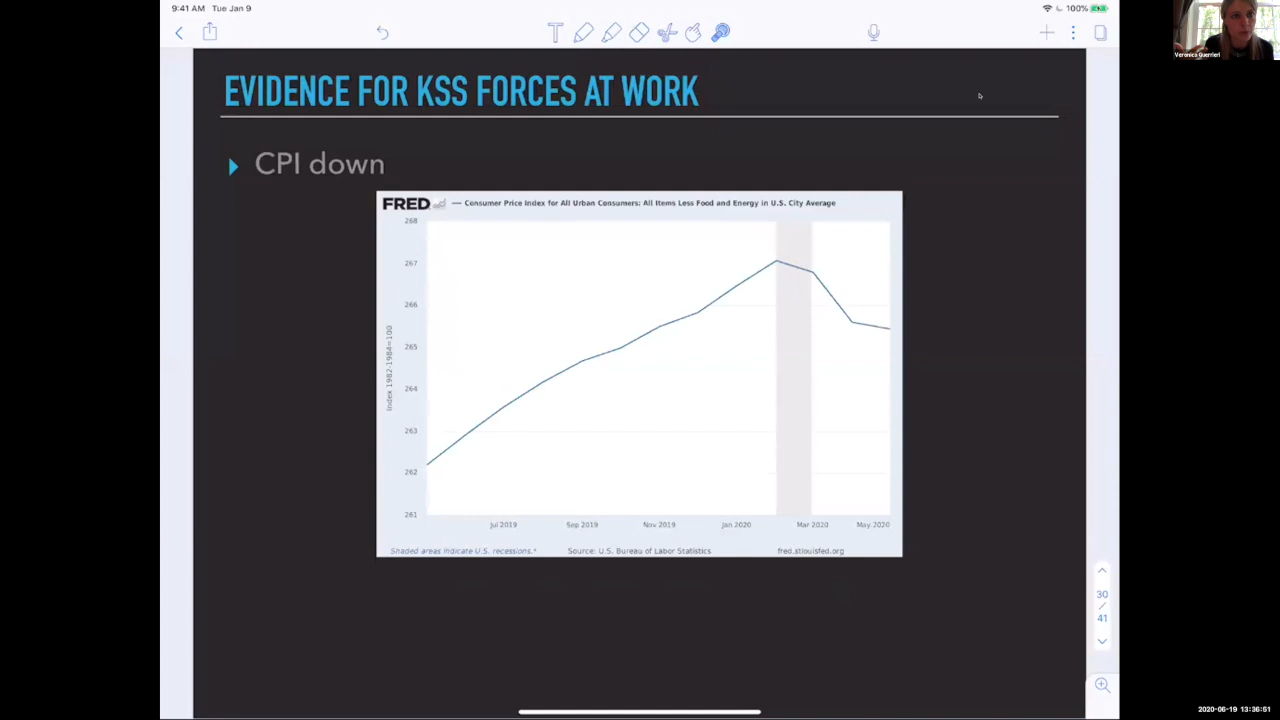 9:41 AM Tue Jan 9
100%
Veronica Guerrieri
EVIDENCE FOR KSS FORCES AT WORK
CPI down
FRED — Consumer Price Index for All Urban Consumers: All Items Less Food and Energy in U.S. City Average
268
267
266
265
264
263
262
261
Index 1982-1984=100
Jul 2019 Sep 2019 Nov 2019 Jan 2020 Mar 2020 May 2020
Shaded areas indicate U.S. recessions.* Source: U.S. Bureau of Labor Statistics fred.stlouisfed.org
30
/
41
2020-06-19 13:36:51